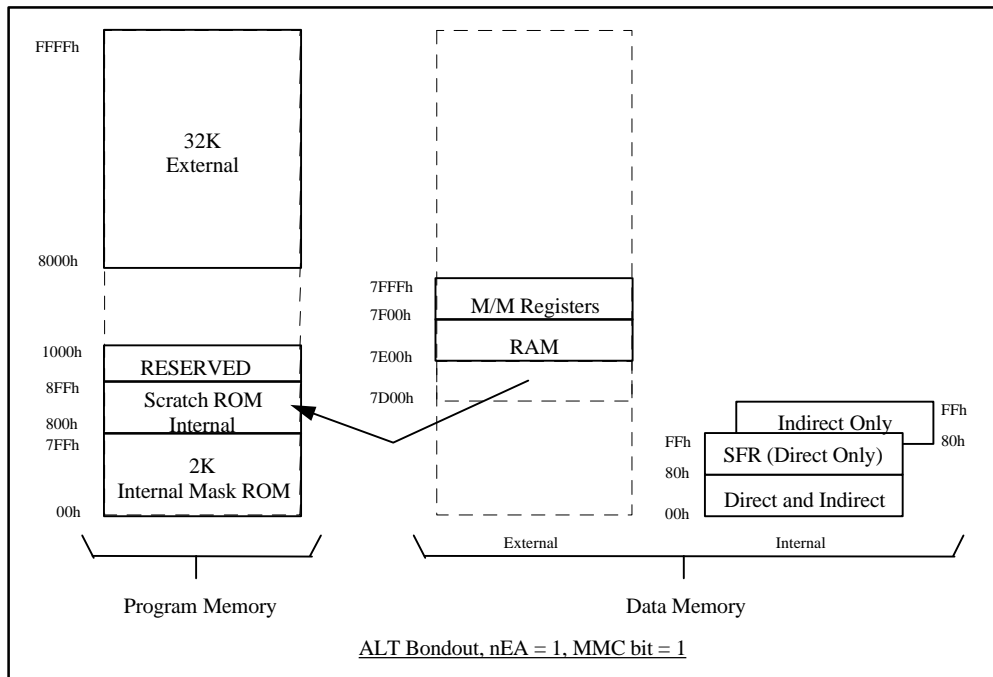 FFFFh
32K
External
8000h
1000h
RESERVED
8FFh
Scratch ROM
Internal
800h
7FFh
2K
Internal Mask ROM
00h
7FFFh
M/M Registers
7F00h
RAM
7E00h
7D00h
FFh
Indirect Only
80h
FFh
SFR (Direct Only)
80h
Direct and Indirect
00h
External
Internal
Program Memory
Data Memory
ALT Bondout, nEA = 1, MMC bit = 1